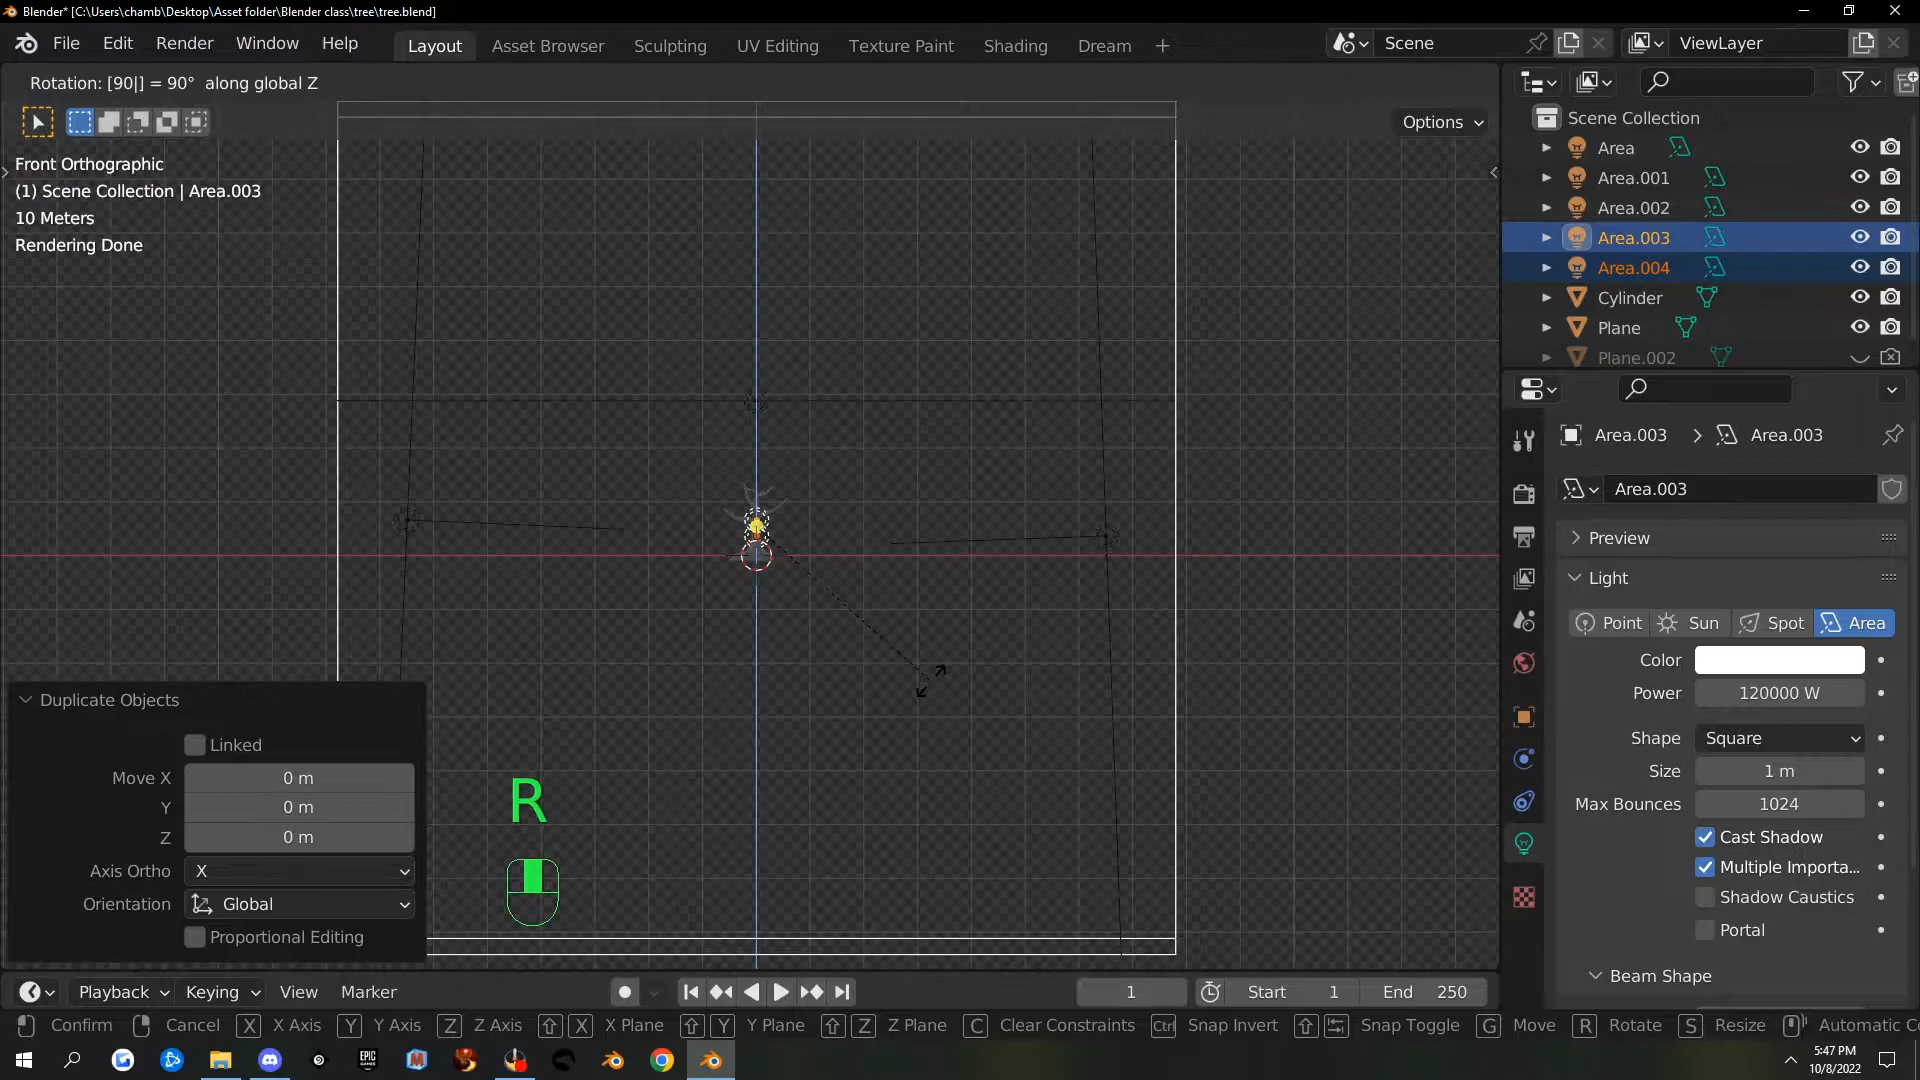 Blender* [C:\Users\chamb\Desktop\Asset folder\Blender class\tree\tree.blend]
File Edit Render Window Help Layout Asset Browser Sculpting UV Editing Texture Paint Shading Dream Scene ViewLayer
Rotation: [90|] = 90° along global Z
Options
Front Orthographic
(1) Scene Collection | Area.003
10 Meters
Rendering Done
Scene Collection
Area
Area.001
Area.002
Area.003
Area.004
Cylinder
Plane
Plane.002
Area.003 Area.003
Area.003
Preview
Light
Point Sun Spot Area
Color
Power 120000 W
Shape Square
Size 1 m
Max Bounces 1024
Cast Shadow
Multiple Importa...
Shadow Caustics
Portal
Beam Shape
Duplicate Objects
Linked
Move X 0 m
Y 0 m
Z 0 m
Axis Ortho X
Orientation Global
Proportional Editing
R
Playback Keying View Marker 1 Start 1 End 250
Confirm Cancel X X Axis Y Y Axis Z Z Axis X X Plane Y Y Plane Z Z Plane C Clear Constraints Ctrl Snap Invert Snap Toggle G Move R Rotate S Resize Automatic Co
EPIC GAMES
5:47 PM
10/8/2022